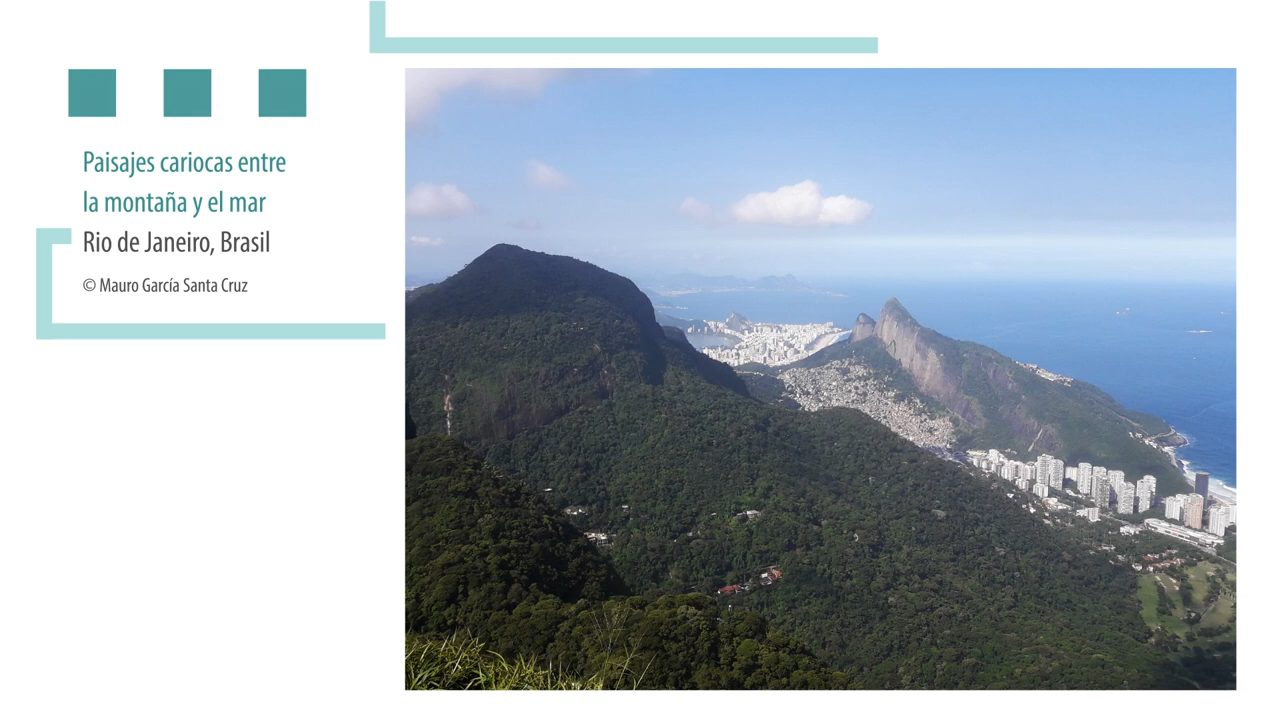 Paisajes cariocas entre
la montaña y el mar
Rio de Janeiro, Brasil
© Mauro García Santa Cruz